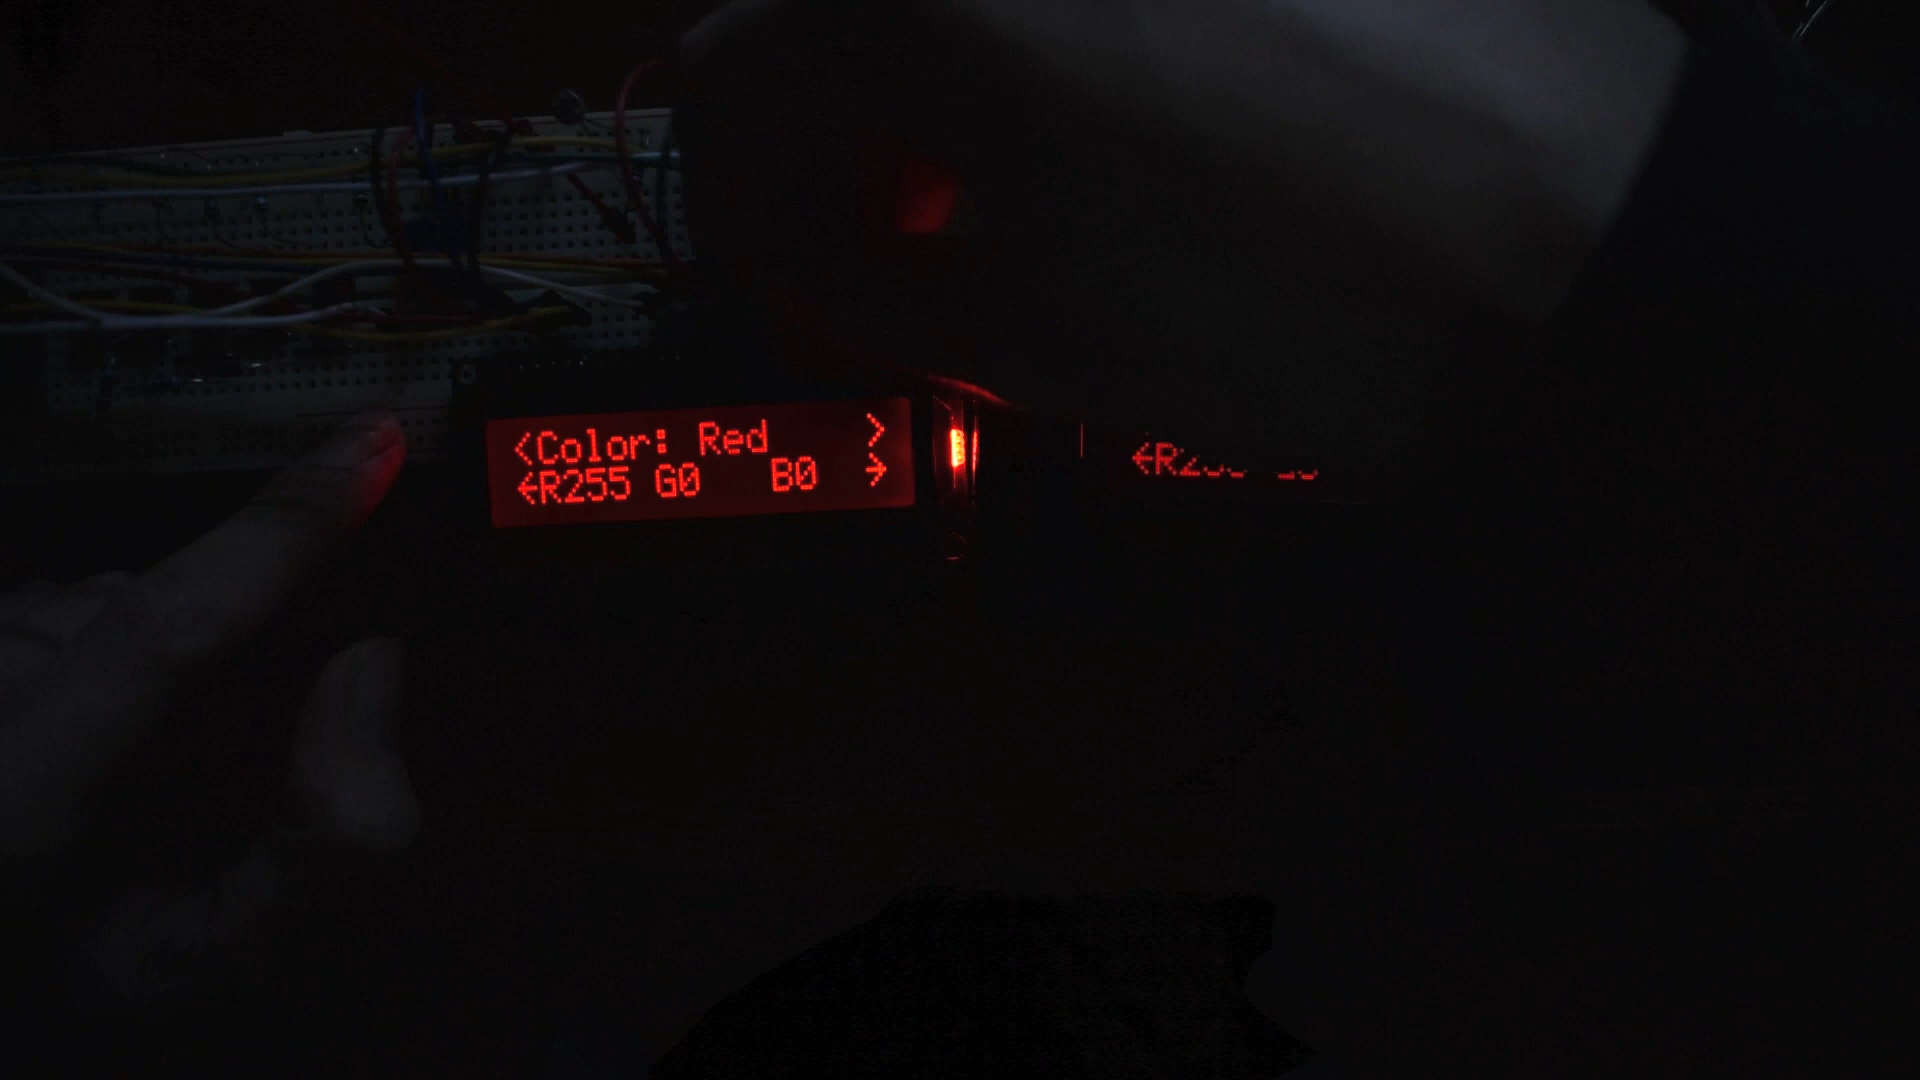 <Color: Red >
←R255 G0 B0 →
←R